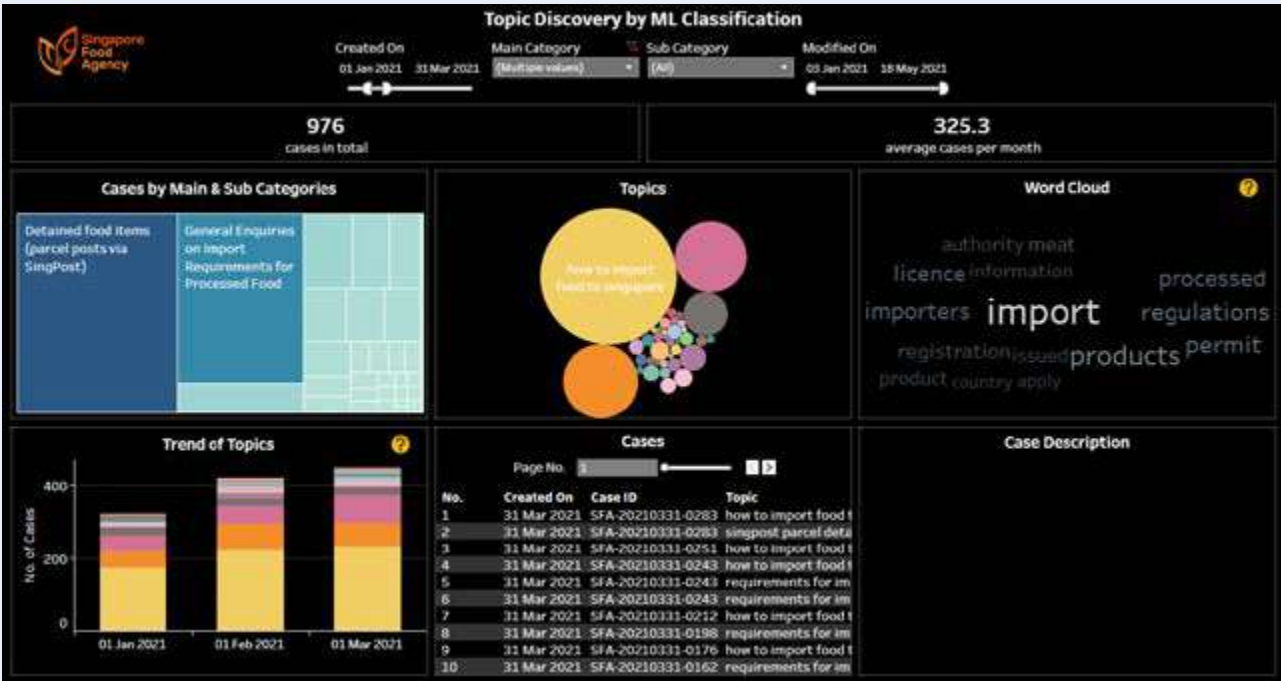 Topic Discovery by ML Classification
Singapore
Food
Agency
Created On
Main Category
Sub Category
Modified On
01 Jan 2021 31 Mar 2021
(Multiple values)
(All)
03 Jan 2021 18 May 2021
976
cases in total
325.3
average cases per month
Cases by Main & Sub Categories
Detained food items
(parcel posts via
SingPost)
General Enquiries
on Import
Requirements for
Processed Food
Topics
how to import
food to singapore
Word Cloud
?
authority meat
licence information
processed
importers import regulations
registration issued products permit
product country apply
Trend of Topics
?
No. of Cases
400
200
0
01 Jan 2021 01 Feb 2021 01 Mar 2021
Cases
Page No. 1
No. Created On Case ID Topic
1 31 Mar 2021 SFA-20210331-0283 how to import food t
2 31 Mar 2021 SFA-20210331-0283 singpost parcel deta
3 31 Mar 2021 SFA-20210331-0251 how to import food t
4 31 Mar 2021 SFA-20210331-0243 how to import food t
5 31 Mar 2021 SFA-20210331-0243 requirements for im
6 31 Mar 2021 SFA-20210331-0243 requirements for im
7 31 Mar 2021 SFA-20210331-0212 how to import food t
8 31 Mar 2021 SFA-20210331-0198 requirements for im
9 31 Mar 2021 SFA-20210331-0176 how to import food t
10 31 Mar 2021 SFA-20210331-0162 requirements for im
Case Description